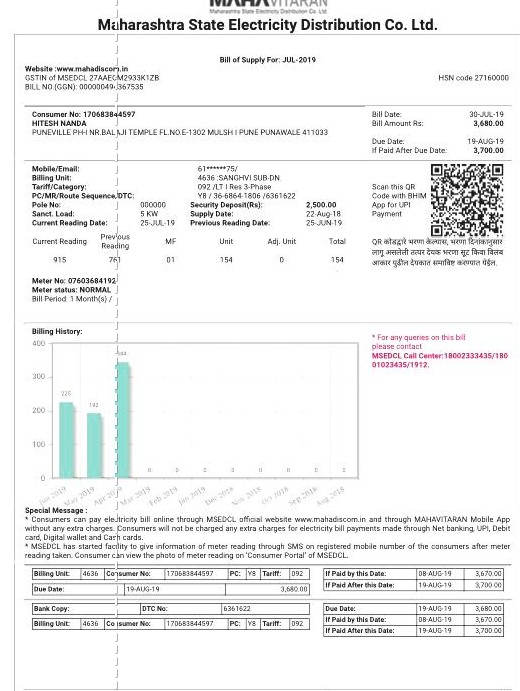 MAHAVITARAN
Maharashtra State Electricity Distribution Co. Ltd.
Maharashtra State Electricity Distribution Co. Ltd.
Bill of Supply For: JUL-2019
Website :www.mahadiscom.in
GSTIN of MSEDCL 27AAECM2933K1ZB
HSN code 27160000
BILL NO.(GGN): 00000049 367535
Consumer No: 170683844597
HITESH NANDA
PUNEVILLE PH-I NR.BALAJI TEMPLE FL.NO.E-1302 MULSH I PUNE PUNAWALE 411033
Bill Date: 30-JUL-19
Bill Amount Rs: 3,680.00
Due Date: 19-AUG-19
If Paid After Due Date: 3,700.00
Mobile/Email: 61******75/
Billing Unit: 4636 :SANGHVI SUB-DN.
Tariff/Category: 092 /LT I Res 3-Phase
PC/MR/Route Sequence/DTC: Y8 / 36-6864-1806 /6361622
Pole No: 000000 Security Deposit(Rs): 2,500.00
Sanct. Load: 5 KW Supply Date: 22-Aug-18
Current Reading Date: 25-JUL-19 Previous Reading Date: 25-JUN-19
Scan this QR
Code with BHIM
App for UPI
Payment
Current Reading Previous Reading MF Unit Adj. Unit Total
915 761 01 154 0 154
QR कोडद्वारे भरणा केल्यास, भरणा दिनांकानुसार
लागू असलेली तत्पर देयक भरणा सूट किंवा विलंब
आकार पुढील देयकात समाविष्ट करण्यात येईल.
Meter No: 07603684192
Meter status: NORMAL
Bill Period: 1 Month(s) /
Billing History:
400
300
200
100
0
225
192
344
0 0 0 0 0 0 0 0
Jun 2019 May 2019 Apr 2019 Mar 2019 Feb 2019 Jan 2019 Dec 2018 Nov 2018 Oct 2018 Sep 2018 Aug 2018
* For any queries on this bill
please contact
MSEDCL Call Center:18002333435/180
01023435/1912.
Special Message :
* Consumers can pay electricity bill online through MSEDCL official website www.mahadiscom.in and through MAHAVITARAN Mobile App
without any extra charges. Consumers will not be charged any extra charges for electricity bill payments made through Net banking, UPI, Debit
card, Digital wallet and Cash cards.
* MSEDCL has started facility to give information of meter reading through SMS on registered mobile number of the consumers after meter
reading taken. Consumer can view the photo of meter reading on "Consumer Portal" of MSEDCL.
Billing Unit: 4636 Consumer No: 170683844597 PC: Y8 Tariff: 092
If Paid by this Date: 08-AUG-19 3,670.00
Due Date: 19-AUG-19 3,680.00
If Paid After this Date: 19-AUG-19 3,700.00
Bank Copy: DTC No: 6361622
Due Date: 19-AUG-19 3,680.00
If Paid by this Date: 08-AUG-19 3,670.00
Billing Unit: 4636 Consumer No: 170683844597 PC: Y8 Tariff: 092
If Paid After this Date: 19-AUG-19 3,700.00